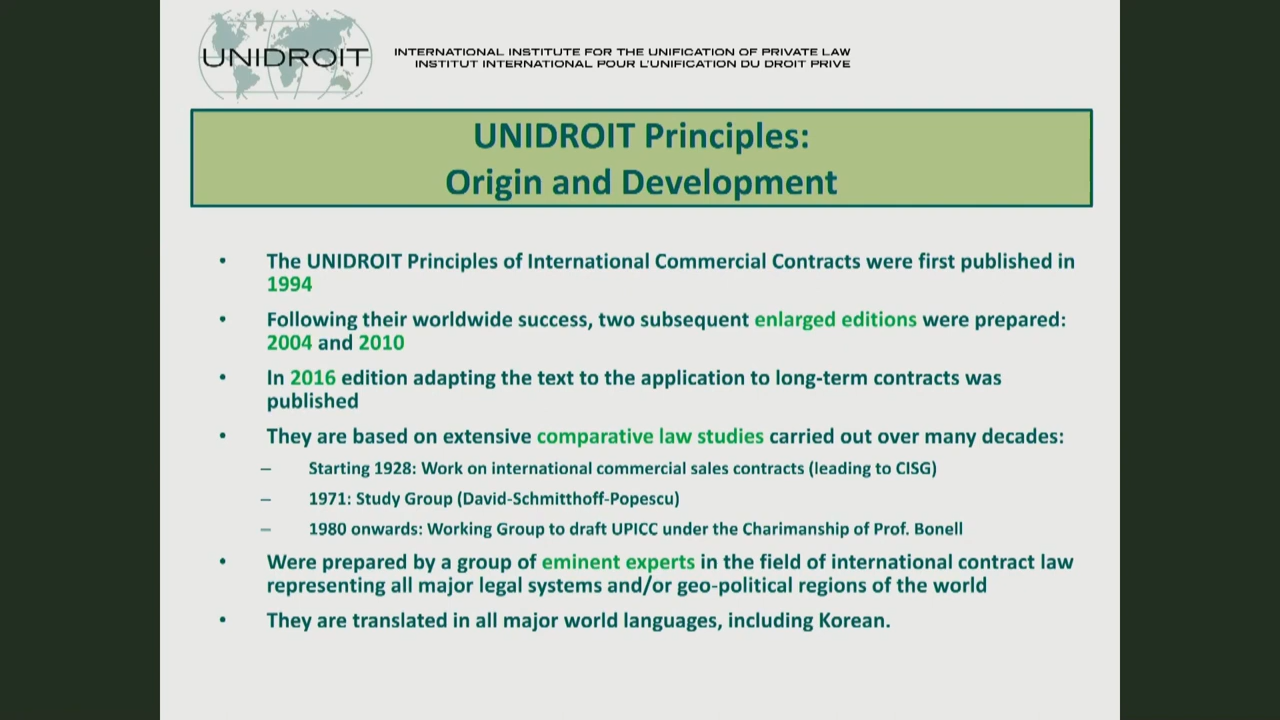 UNIDROIT
INTERNATIONAL INSTITUTE FOR THE UNIFICATION OF PRIVATE LAW
INSTITUT INTERNATIONAL POUR L'UNIFICATION DU DROIT PRIVE
UNIDROIT Principles:
Origin and Development
• The UNIDROIT Principles of International Commercial Contracts were first published in
1994
• Following their worldwide success, two subsequent enlarged editions were prepared:
2004 and 2010
• In 2016 edition adapting the text to the application to long-term contracts was
published
• They are based on extensive comparative law studies carried out over many decades:
– Starting 1928: Work on international commercial sales contracts (leading to CISG)
– 1971: Study Group (David-Schmitthoff-Popescu)
– 1980 onwards: Working Group to draft UPICC under the Charimanship of Prof. Bonell
• Were prepared by a group of eminent experts in the field of international contract law
representing all major legal systems and/or geo-political regions of the world
• They are translated in all major world languages, including Korean.